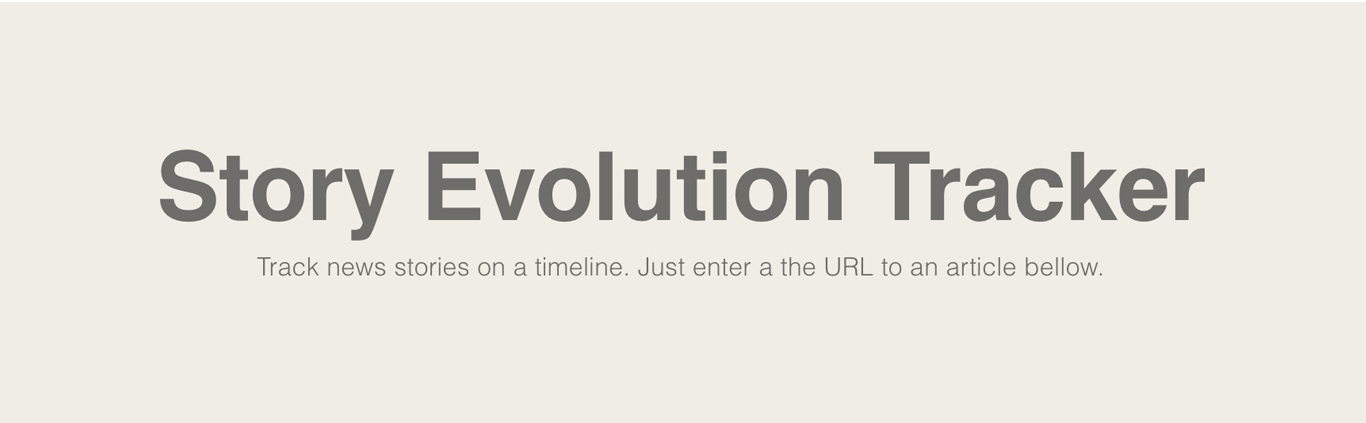 Story Evolution Tracker
Track news stories on a timeline. Just enter a the URL to an article bellow.